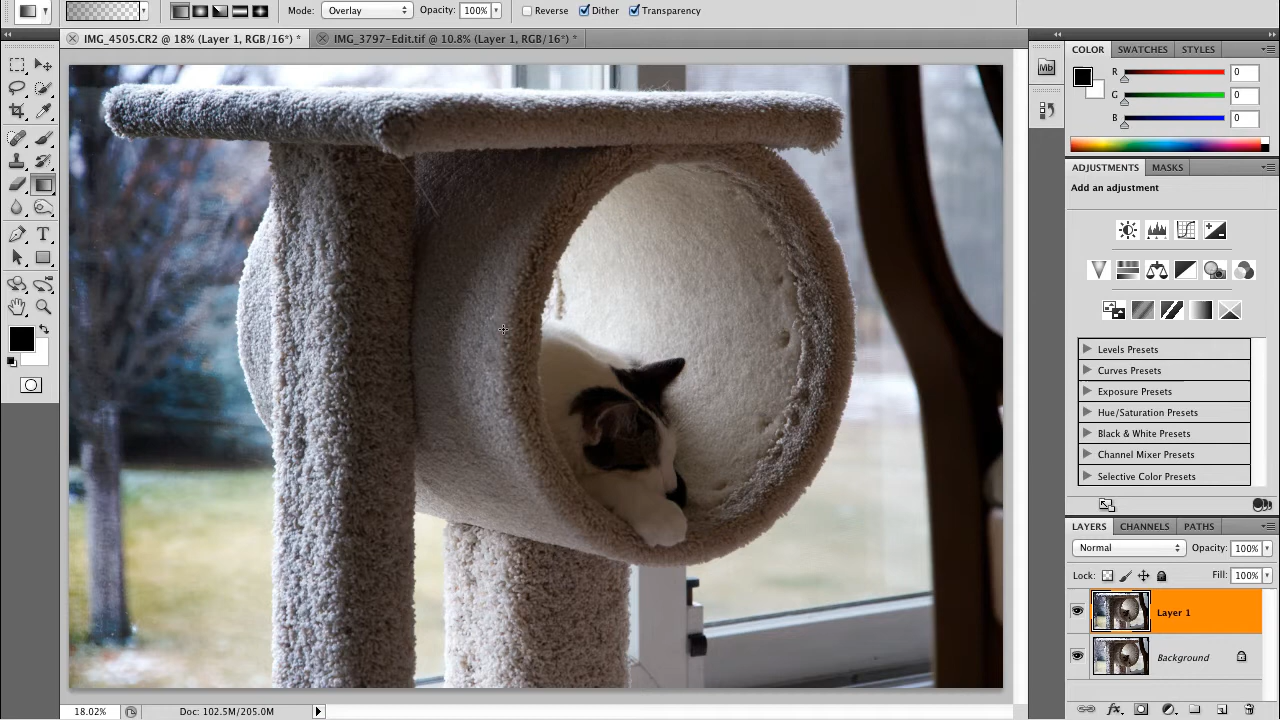 Mode: Overlay Opacity: 100% Reverse Dither Transparency
IMG_4505.CR2 @ 18% (Layer 1, RGB/16*) * IMG_3797-Edit.tif @ 10.8% (Layer 1, RGB/16*) *
COLOR SWATCHES STYLES
R 0
G 0
B 0
Mb
ADJUSTMENTS MASKS
Add an adjustment
Levels Presets
Curves Presets
Exposure Presets
Hue/Saturation Presets
Black & White Presets
Channel Mixer Presets
Selective Color Presets
LAYERS CHANNELS PATHS
Normal Opacity: 100%
Lock: Fill: 100%
Layer 1
Background
fx
18.02% Doc: 102.5M/205.0M